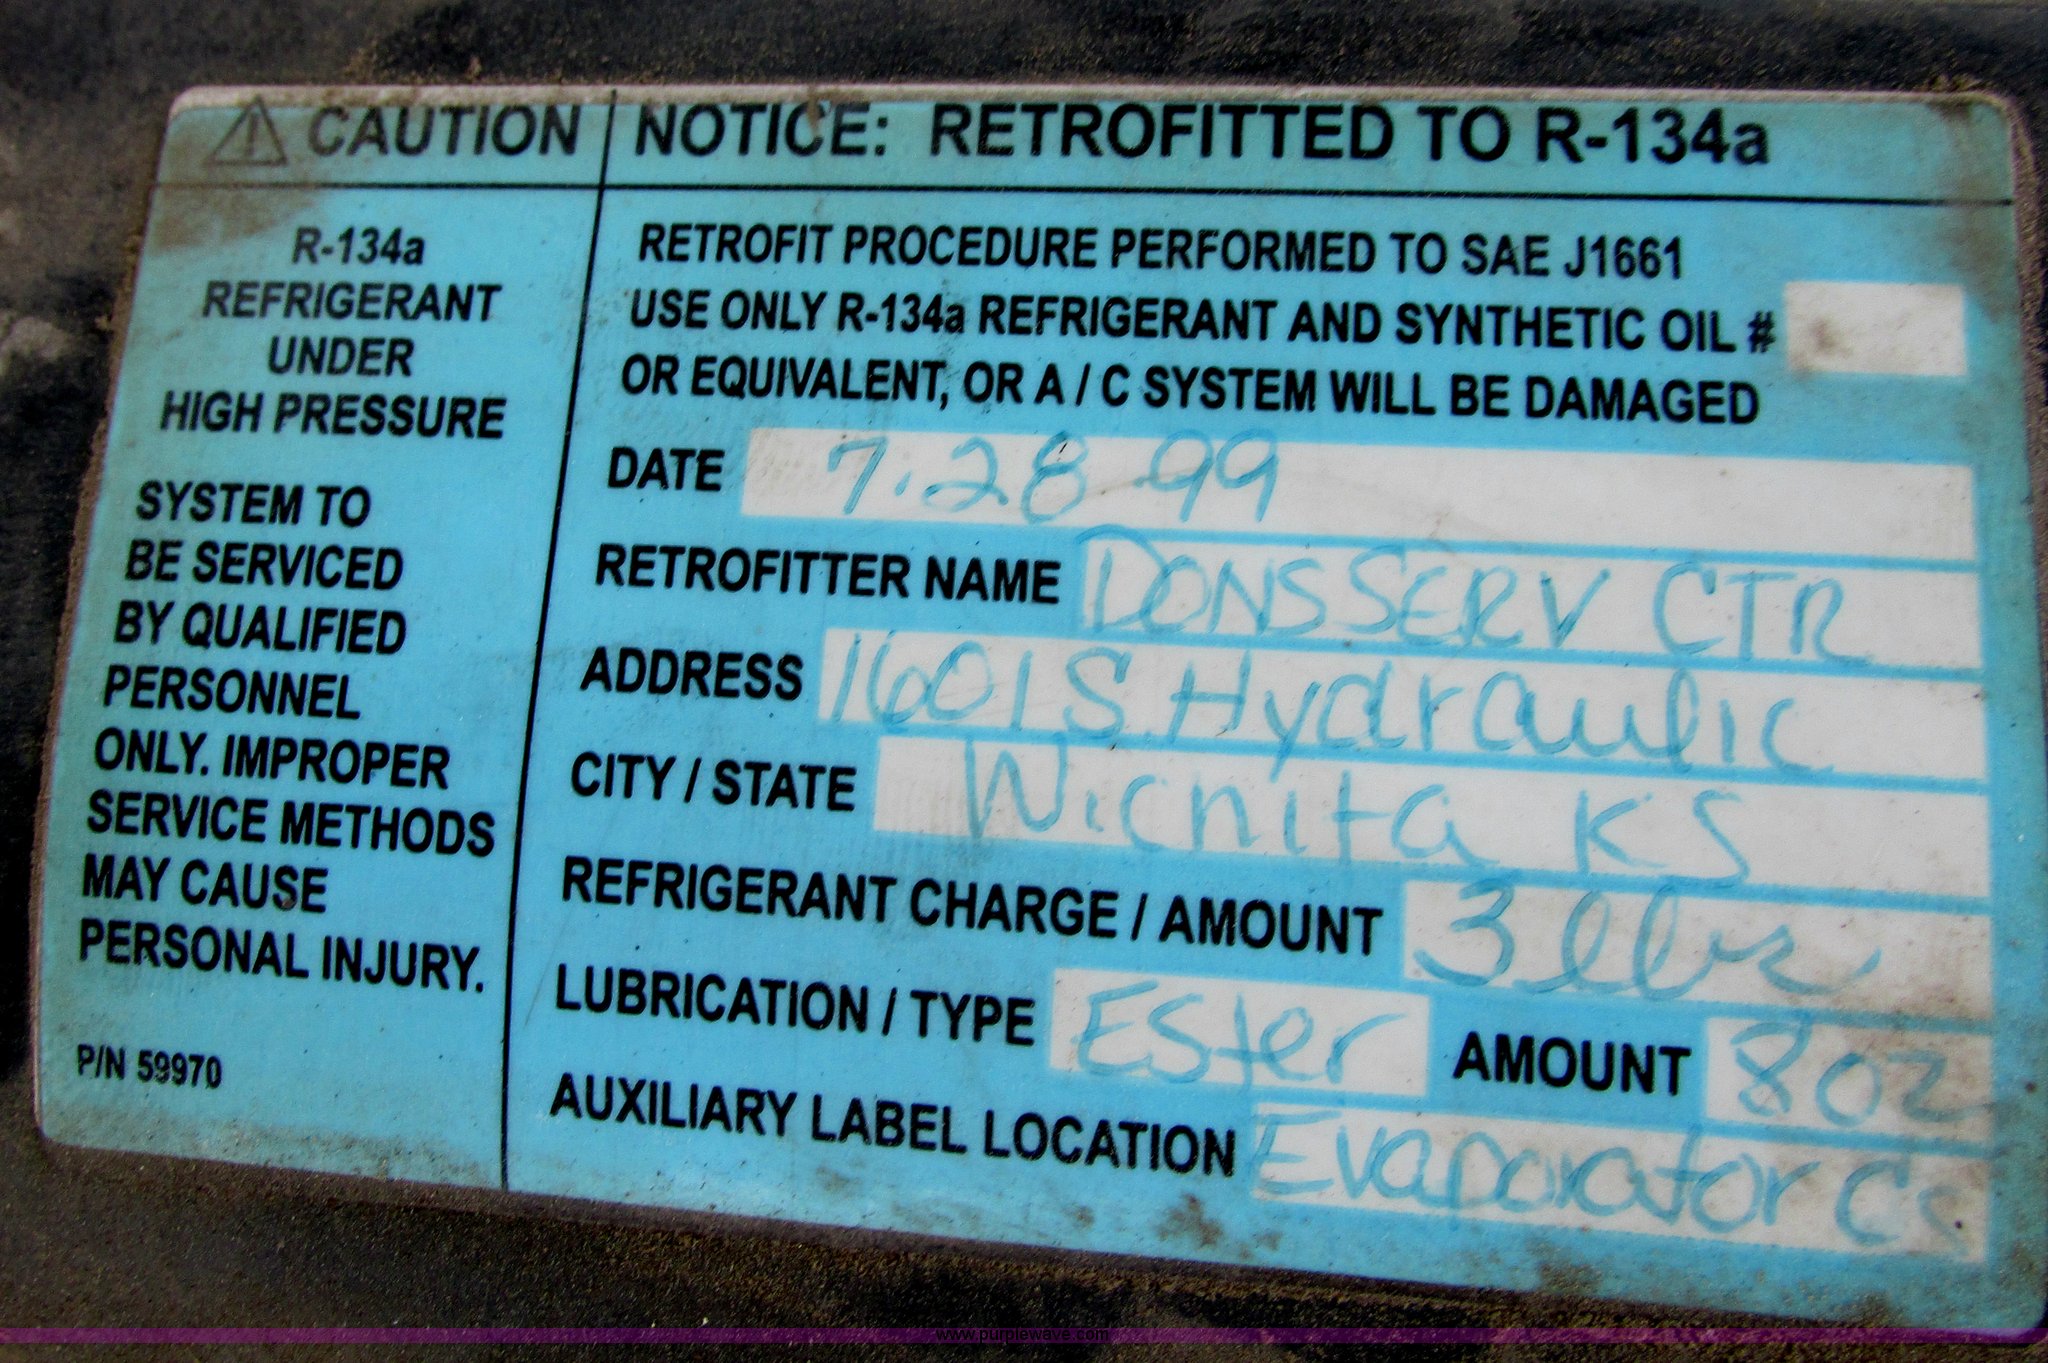 CAUTION
R-134a
REFRIGERANT
UNDER
HIGH PRESSURE
SYSTEM TO
BE SERVICED
BY QUALIFIED
PERSONNEL
ONLY. IMPROPER
SERVICE METHODS
MAY CAUSE
PERSONAL INJURY.
P/N 59970
NOTICE: RETROFITTED TO R-134a
RETROFIT PROCEDURE PERFORMED TO SAE J1661
USE ONLY R-134a REFRIGERANT AND SYNTHETIC OIL #
OR EQUIVALENT, OR A / C SYSTEM WILL BE DAMAGED
DATE 7.28.99
RETROFITTER NAME DONS SERV CTR
ADDRESS 1601 S. Hydraulic
CITY / STATE Wichita KS
REFRIGERANT CHARGE / AMOUNT 3 lbs
LUBRICATION / TYPE Ester AMOUNT 8 oz
AUXILIARY LABEL LOCATION Evaporator
www.purplewave.com